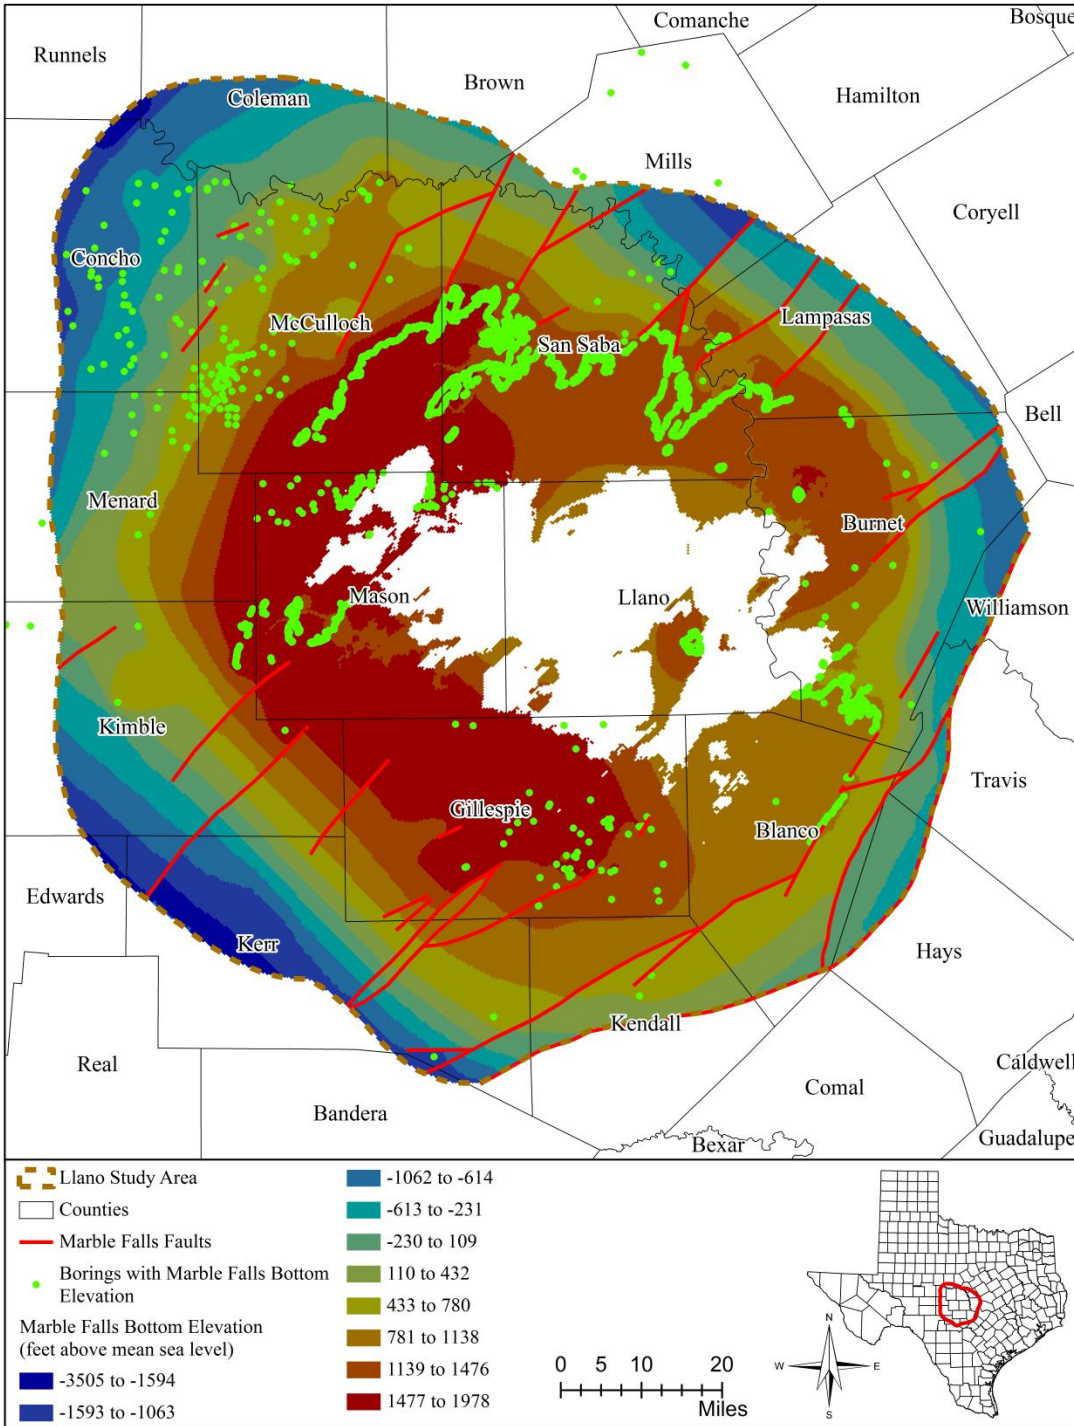 Comanche
Bosque
Runnels
Brown
Coleman
Hamilton
Mills
Coryell
Concho
McCulloch
Lampasas
San Saba
Bell
Menard
Burnet
Mason
Llano
Williamson
Kimble
Travis
Gillespie
Blanco
Edwards
Kerr
Hays
Kendall
Real
Caldwell
Comal
Bandera
Guadalupe
Bexar
Llano Study Area
Counties
Marble Falls Faults
Borings with Marble Falls Bottom
Elevation
Marble Falls Bottom Elevation
(feet above mean sea level)
-3505 to -1594
-1593 to -1063
-1062 to -614
-613 to -231
-230 to 109
110 to 432
433 to 780
781 to 1138
1139 to 1476
1477 to 1978
0 5 10 20
Miles
N
W E
S